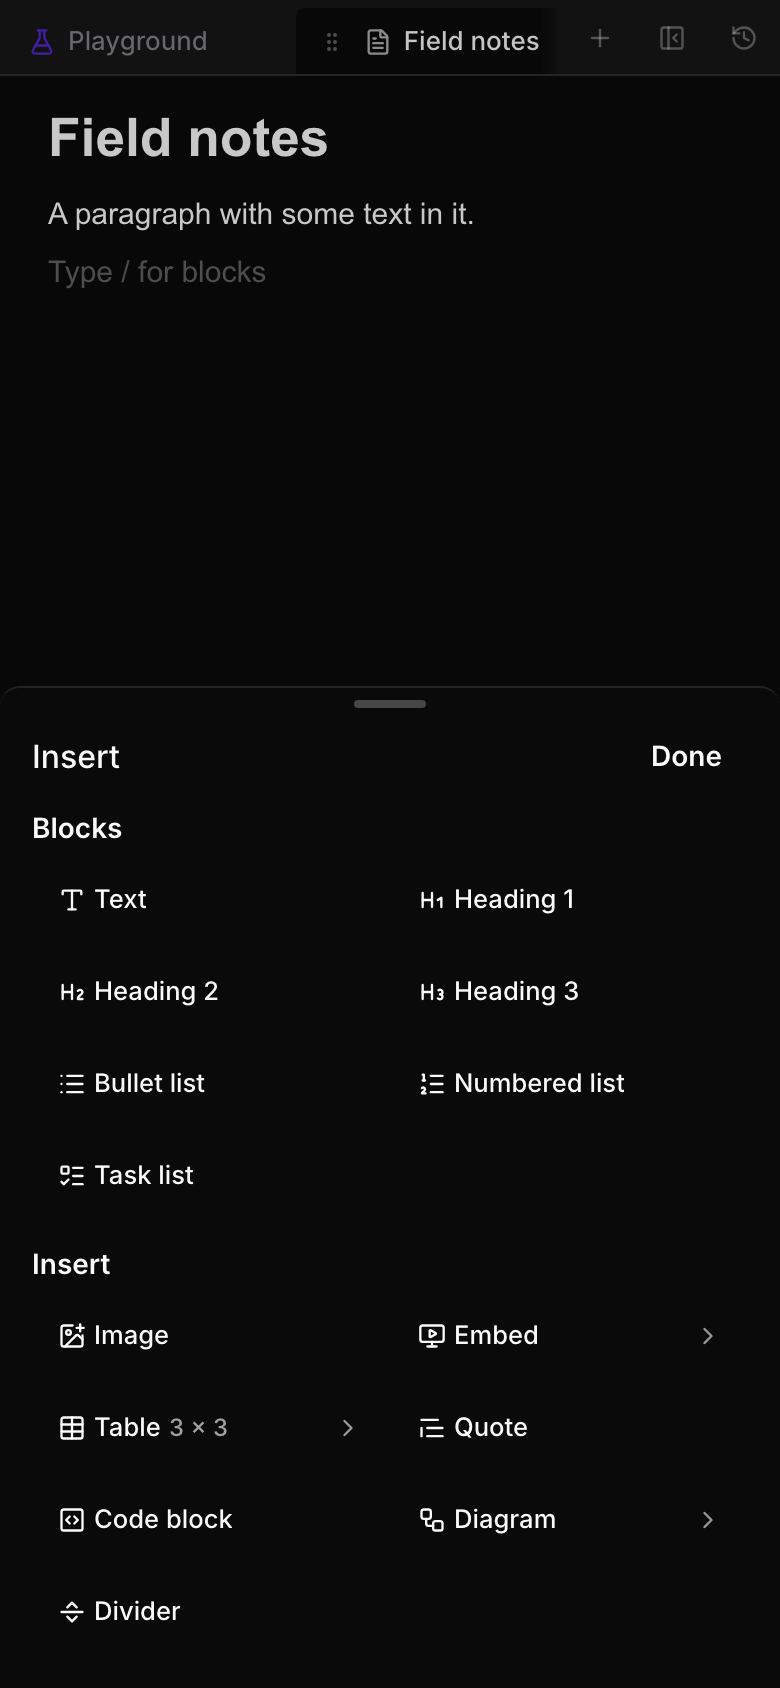 Playground
Field notes
Field notes
A paragraph with some text in it.
Type / for blocks
Insert
Done
Blocks
Text
Heading 1
Heading 2
Heading 3
Bullet list
Numbered list
Task list
Insert
Image
Embed
Table 3 × 3
Quote
Code block
Diagram
Divider